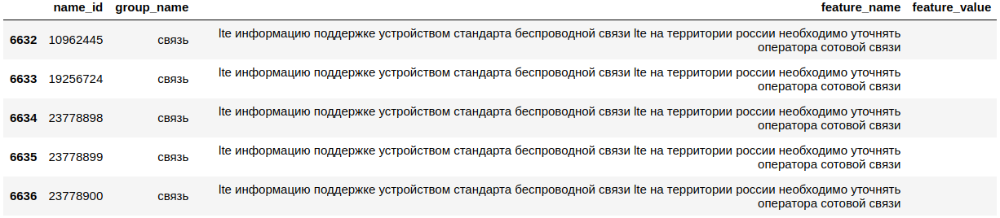 name_id group_name feature_name feature_value
6632 10962445 связь lte информацию поддержке устройством стандарта беспроводной связи lte на территории россии необходимо уточнять
оператора сотовой связи
6633 19256724 связь lte информацию поддержке устройством стандарта беспроводной связи lte на территории россии необходимо уточнять
оператора сотовой связи
6634 23778898 связь lte информацию поддержке устройством стандарта беспроводной связи lte на территории россии необходимо уточнять
оператора сотовой связи
6635 23778899 связь lte информацию поддержке устройством стандарта беспроводной связи lte на территории россии необходимо уточнять
оператора сотовой связи
6636 23778900 связь lte информацию поддержке устройством стандарта беспроводной связи lte на территории россии необходимо уточнять
оператора сотовой связи